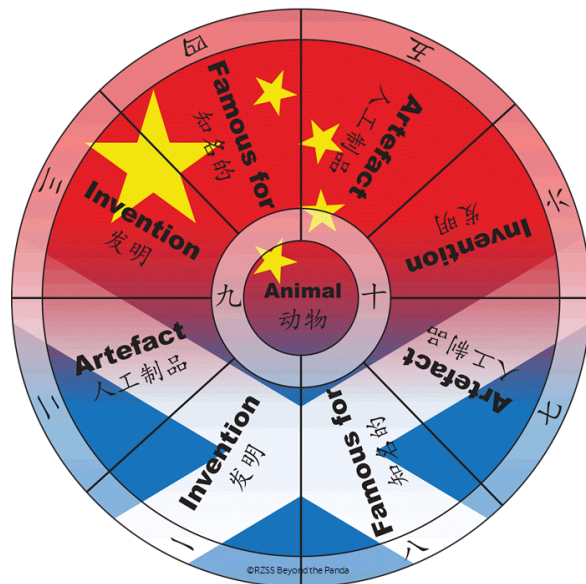 四
五
Famous for
知名的
Artefact
人工制品
三
Invention
发明
六
Invention
发明
九
Animal
动物
十
二
Artefact
人工制品
七
Artefact
人工制品
一
Invention
发明
八
Famous for
知名的
©RZSS Beyond the Panda